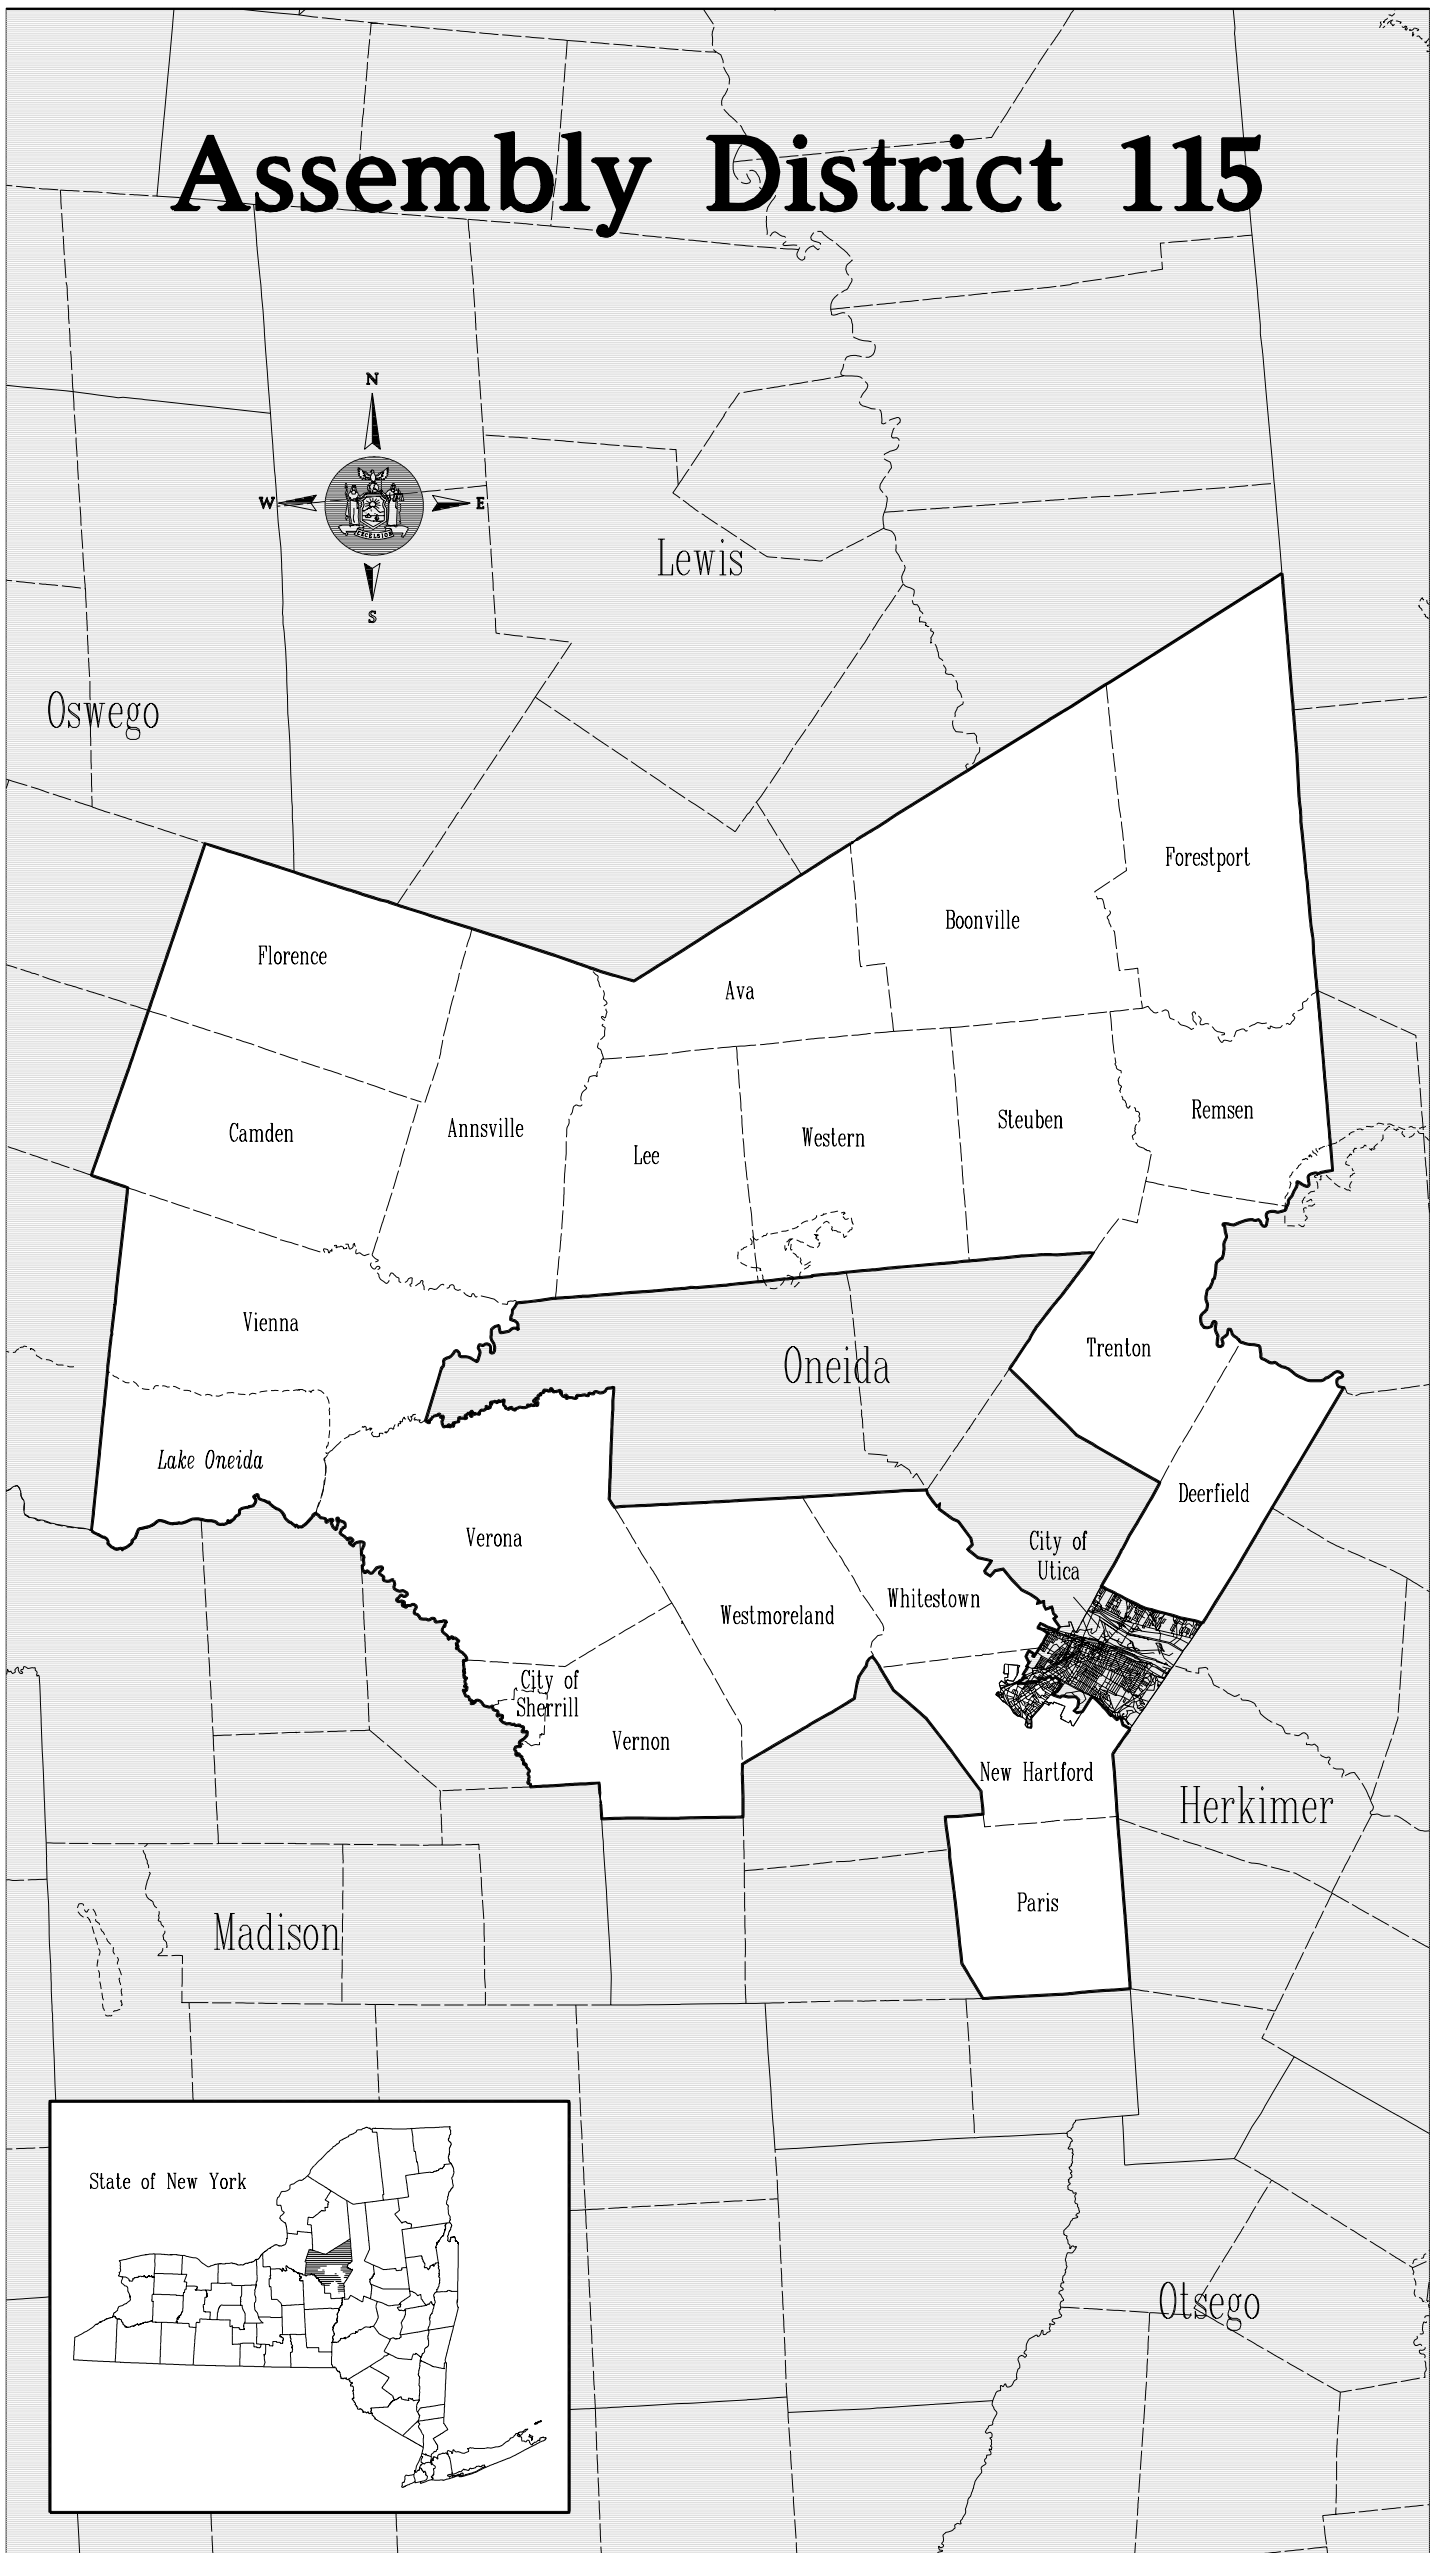 Assembly District 115
N
W
E
EXCELSIOR
S
Lewis
Oswego
Forestport
Boonville
Florence
Ava
Remsen
Steuben
Annsville
Camden
Western
Lee
Vienna
Trenton
Oneida
Lake Oneida
Deerfield
Verona
City of
Utica
Whitestown
Westmoreland
City of
Sherrill
Vernon
New Hartford
Herkimer
Paris
Madison
State of New York
Otsego